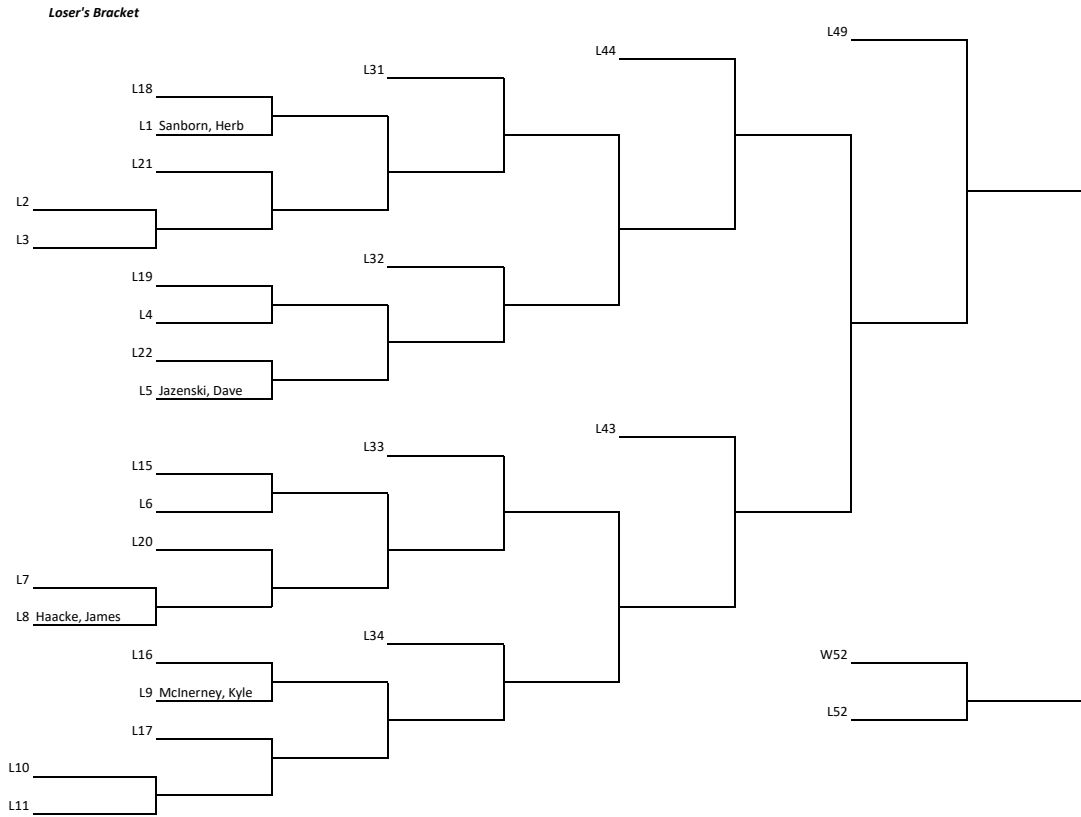 Loser's Bracket
L49
L44
L31
L18
L1 Sanborn, Herb
L21
L2
L3
L32
L19
L4
L22
L5 Jazenski, Dave
L43
L33
L15
L6
L20
L7
L8 Haacke, James
L34
L16
W52
L9 McInerney, Kyle
L52
L17
L10
L11